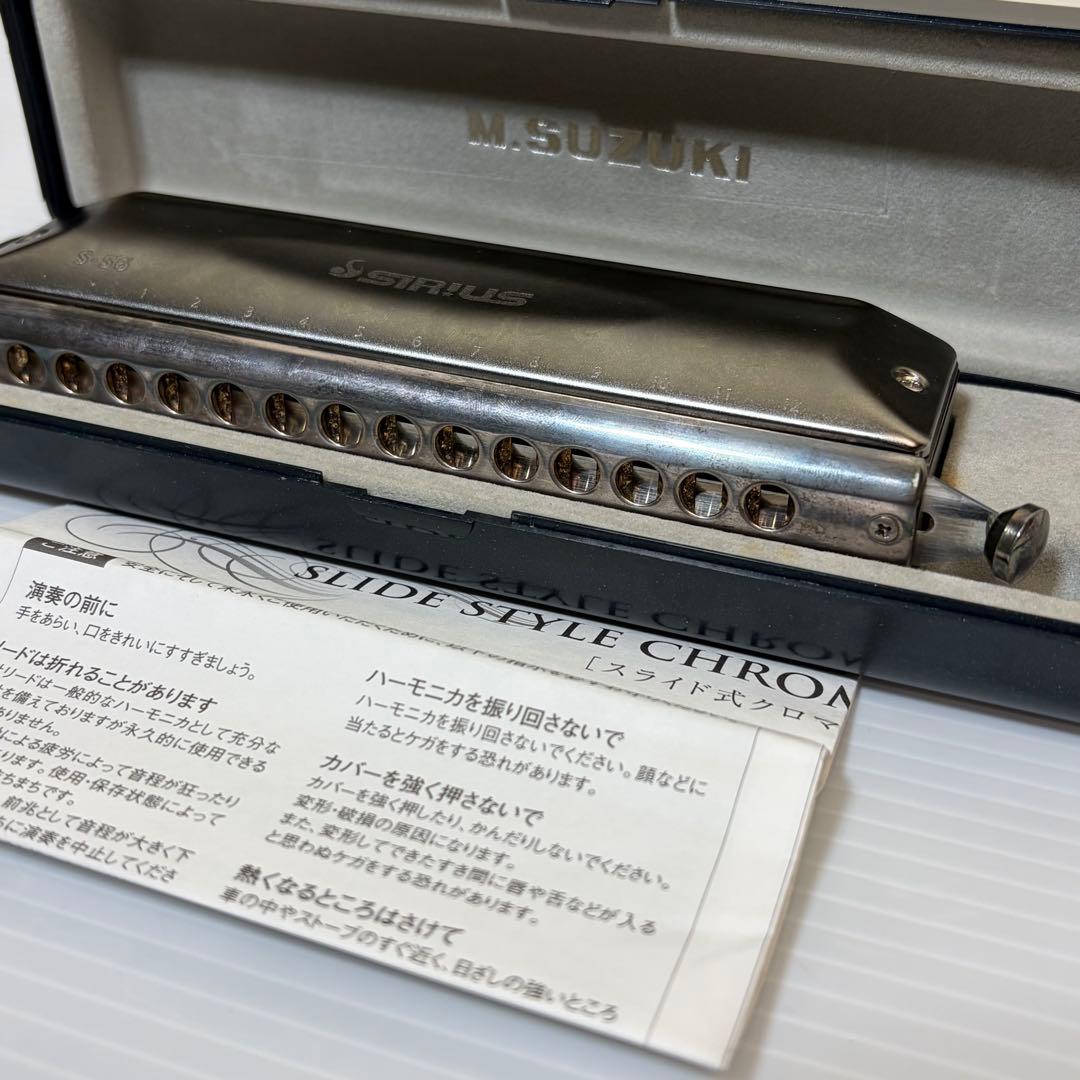 M.SUZUKI
S-56
SIRIUS
1 2 3 4 5 6 7 8 9 10 11
SLIDE STYLE CHROM
[スライド式クロマ
ご注意
演奏の前に
手をあらい、口をきれいにすすぎましょう。
ードは折れることがあります
リードは一般的なハーモニカとして充分な
を備えておりますが永久的に使用できる
ありません。
による疲労によって音程が狂ったり
ります。使用・保存状態によって
ちまちです。
前兆として音程が大きく下
に演奏を中止してくださ
ハーモニカを振り回さないで
ハーモニカを振り回さないでください。顔などに
当たるとケガをする恐れがあります。
カバーを強く押さないで
カバーを強く押したり、かんだりしないでください。
変形・破損の原因になります。
また、変形してできたすき間に唇や舌などが入る
と思わぬケガをする恐れがあります。
熱くなるところはさけて
車の中やストーブのすぐ近く、日ざしの強いところ